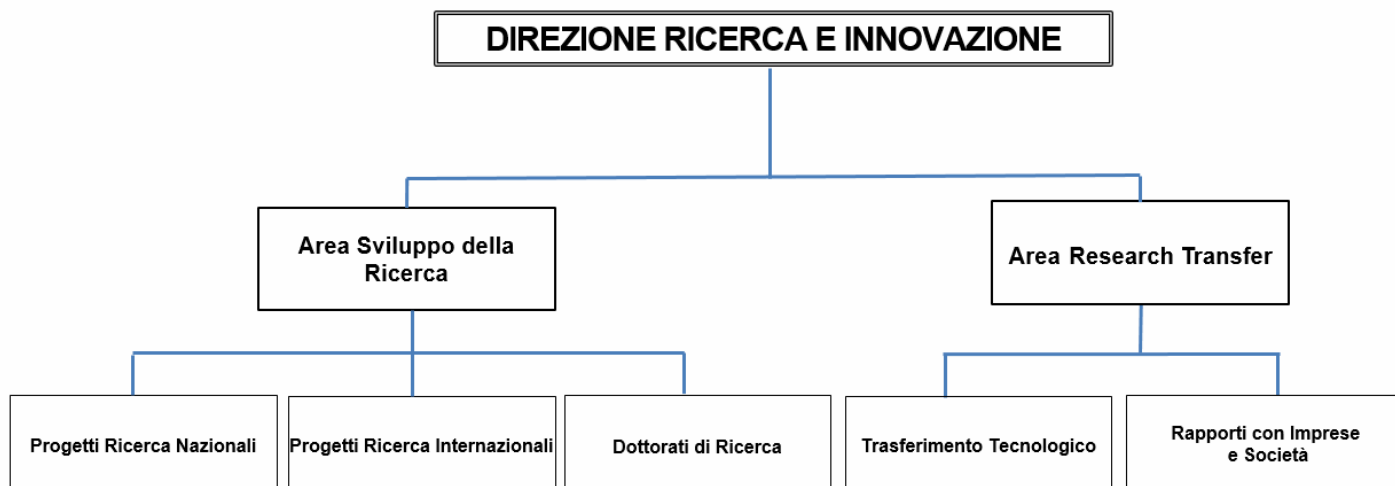 DIREZIONE RICERCA E INNOVAZIONE
Area Sviluppo della
Ricerca
Area Research Transfer
Progetti Ricerca Nazionali
Progetti Ricerca Internazionali
Dottorati di Ricerca
Trasferimento Tecnologico
Rapporti con Imprese
e Società